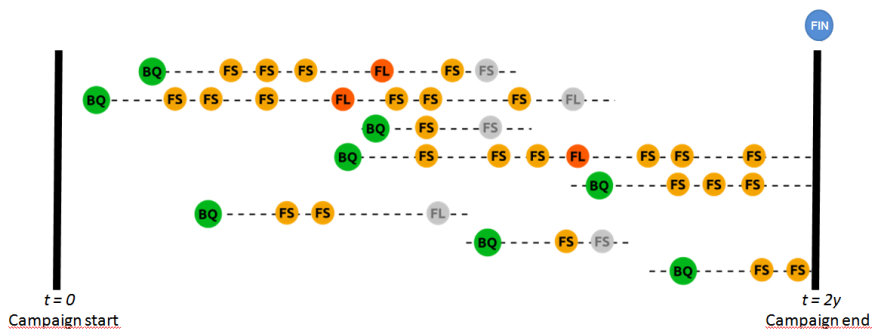 FIN
BQ FS FS FS FL FS FS
BQ FS FS FS FL FS FS FS FL
BQ FS FS
BQ FS FS FS FL FS FS FS
BQ FS FS FS
BQ FS FS FL
BQ FS FS
BQ FS FS
t = 0 t = 2y
Campaign start Campaign end